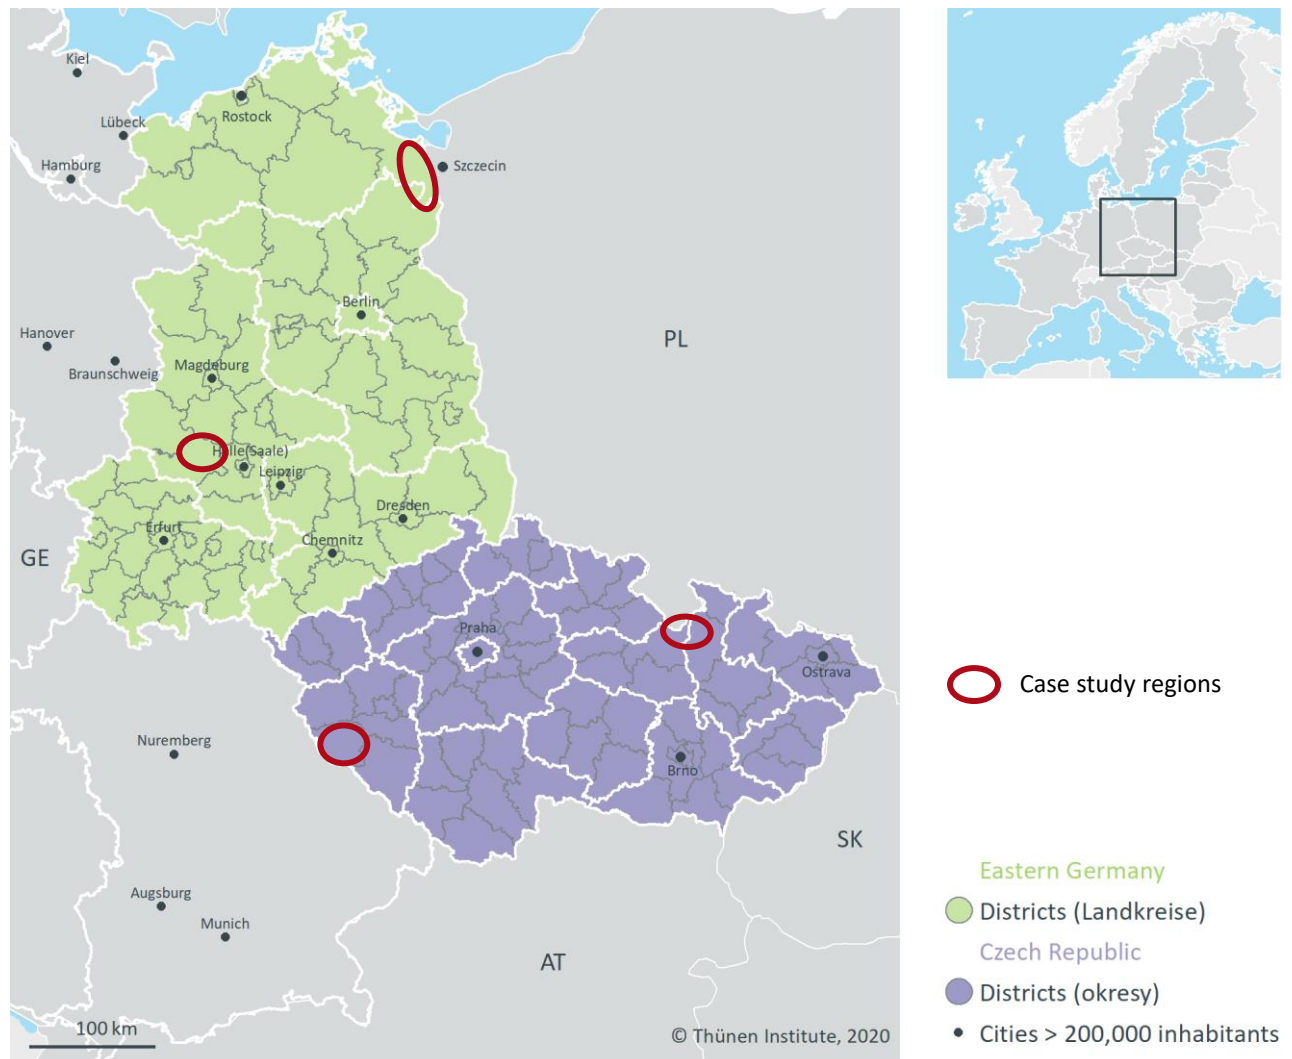 Kiel
Rostock
Lübeck
Hamburg
Szczecin
Berlin
Hanover
Braunschweig
Magdeburg
PL
Halle(Saale)
Leipzig
Dresden
Erfurt
Chemnitz
GE
Praha
Ostrava
Nuremberg
Brno
SK
Augsburg
Munich
AT
100 km
© Thünen Institute, 2020
Case study regions
Eastern Germany
Districts (Landkreise)
Czech Republic
Districts (okresy)
Cities > 200,000 inhabitants